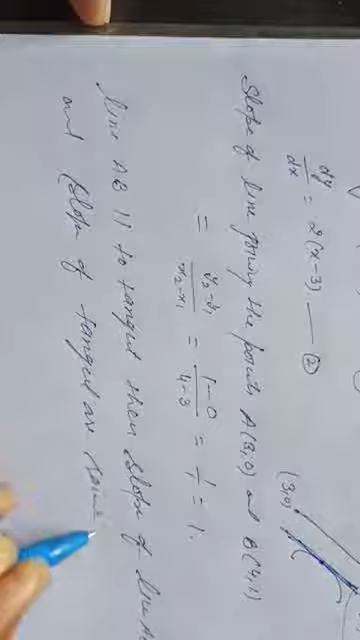 dy/dx = 2(x-3) — ②
(3,0)
Slope of line joining the points A(3,0) and B(4,1)
= y₂-y₁/x₂-x₁ = 1-0/4-3 = 1/1 = 1.
line AB || to tangent then slope of line
and slope of tangent are same